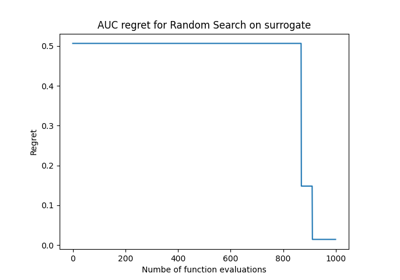 AUC regret for Random Search on surrogate
0.5
0.4
0.3
0.2
0.1
0.0
Regret
0 200 400 600 800 1000
Numbe of function evaluations